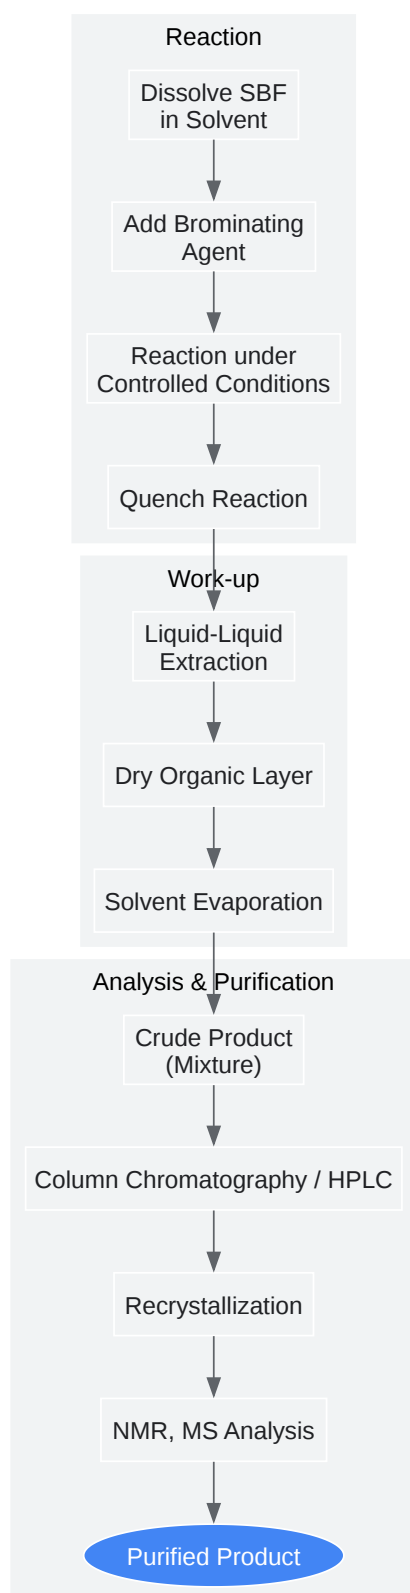 Reaction
Dissolve SBF
in Solvent
Add Brominating
Agent
Reaction under
Controlled Conditions
Quench Reaction
Work-up
Liquid-Liquid
Extraction
Dry Organic Layer
Solvent Evaporation
Analysis & Purification
Crude Product
(Mixture)
Column Chromatography / HPLC
Recrystallization
NMR, MS Analysis
Purified Product